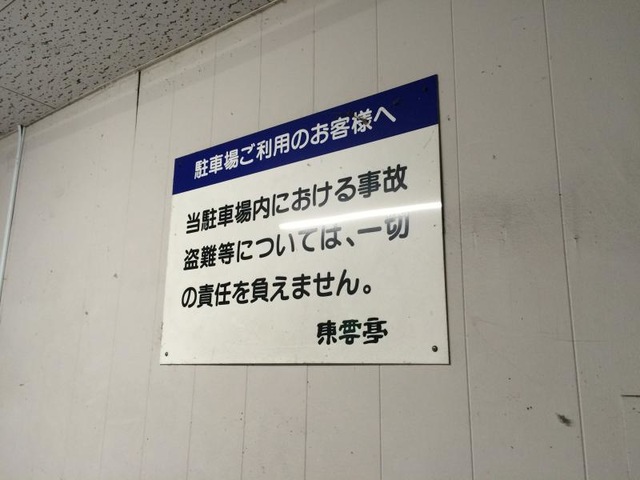 駐車場ご利用のお客様へ
当駐車場内における事故
盗難等については、一切
の責任を負えません。
東雲亭